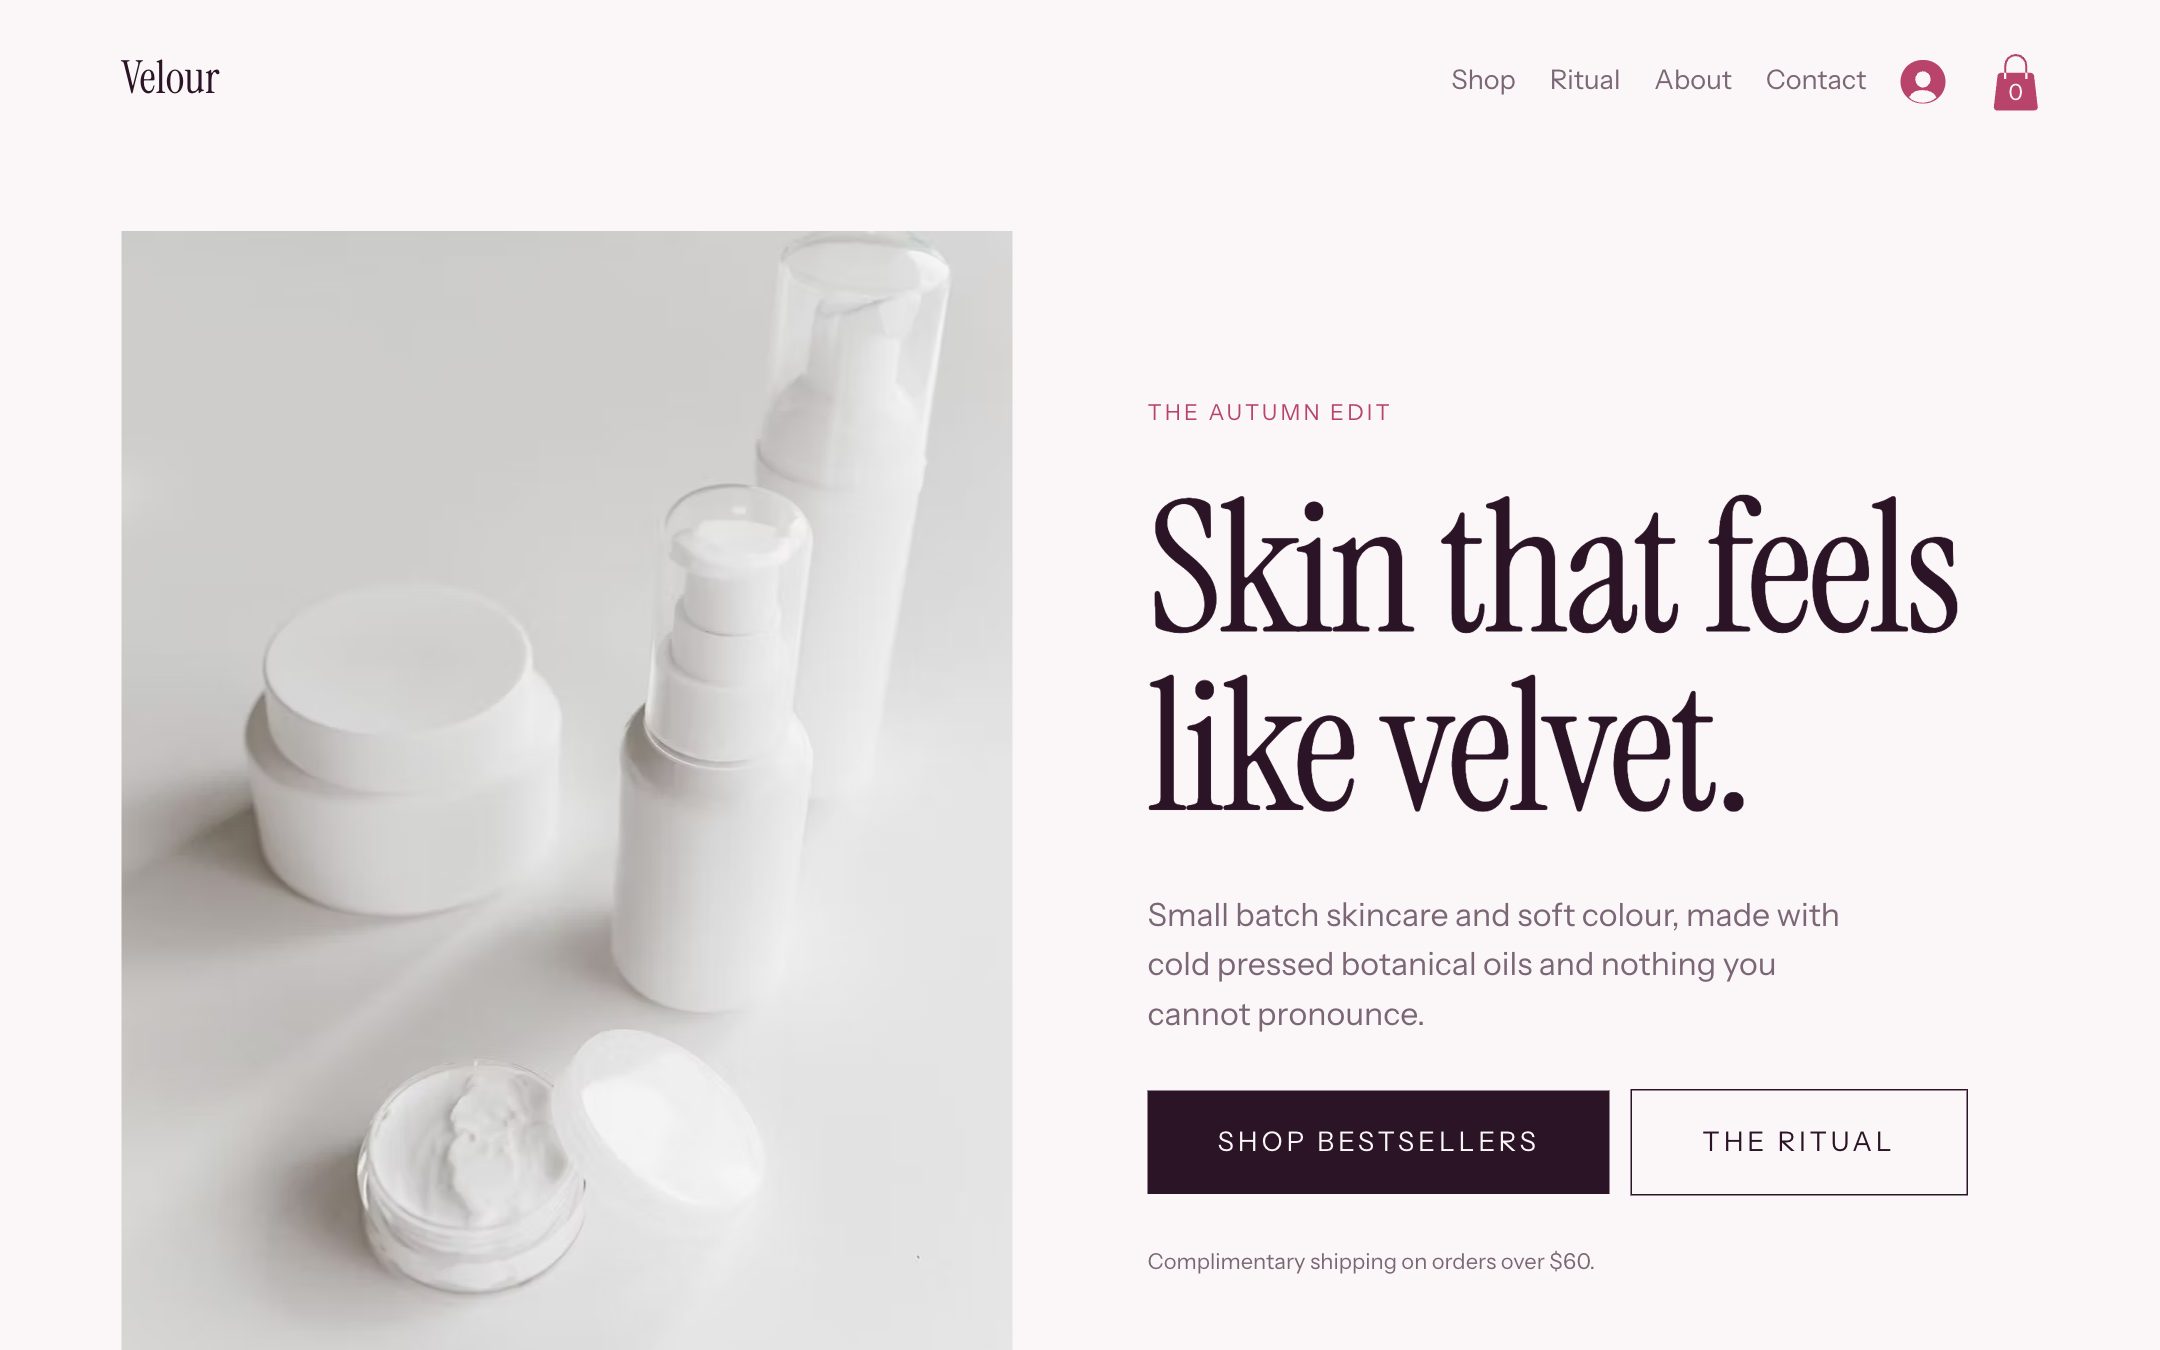 Velour
Shop Ritual About Contact 0
THE AUTUMN EDIT
Skin that feels
like velvet.
Small batch skincare and soft colour, made with
cold pressed botanical oils and nothing you
cannot pronounce.
SHOP BESTSELLERS THE RITUAL
Complimentary shipping on orders over $60.